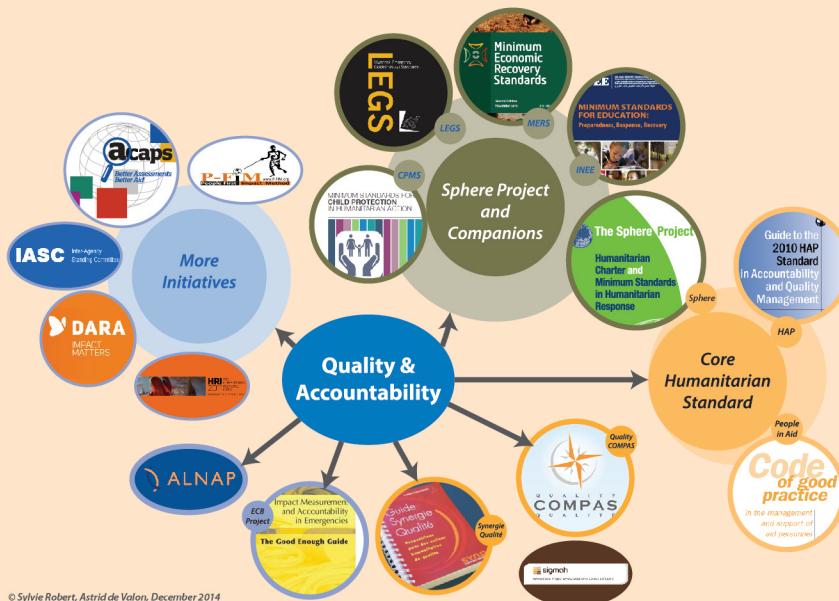 LEGS
LEGS
Minimum
Economic
Recovery
Standards
MERS
MINIMUM STANDARDS
FOR EDUCATION:
Preparedness, Response, Recovery
INEE
acaps
Better Assessments
Better Aid
P-FIM
People First Impact Method
CPMS
MINIMUM STANDARDS FOR
CHILD PROTECTION
IN HUMANITARIAN ACTION
Sphere Project
and
Companions
The Sphere Project
Humanitarian
Charter and
Minimum Standards
in Humanitarian
Response
Sphere
Guide to the
2010 HAP
Standard
in Accountability
and Quality
Management
HAP
IASC
Inter-Agency
Standing Committee
More
Initiatives
DARA
IMPACT
MATTERS
HRI
Quality &
Accountability
Core
Humanitarian
Standard
People
in Aid
Code
of good
practice
in the management
and support of
aid personnel
ALNAP
ECB
Project
Impact Measurement
and Accountability
in Emergencies
The Good Enough Guide
Guide
Synergie
Qualité
Synergie
Qualité
Quality
COMPAS
QUALITY
COMPAS
QUALITE
sigmah
© Sylvie Robert, Astrid de Valon, December 2014